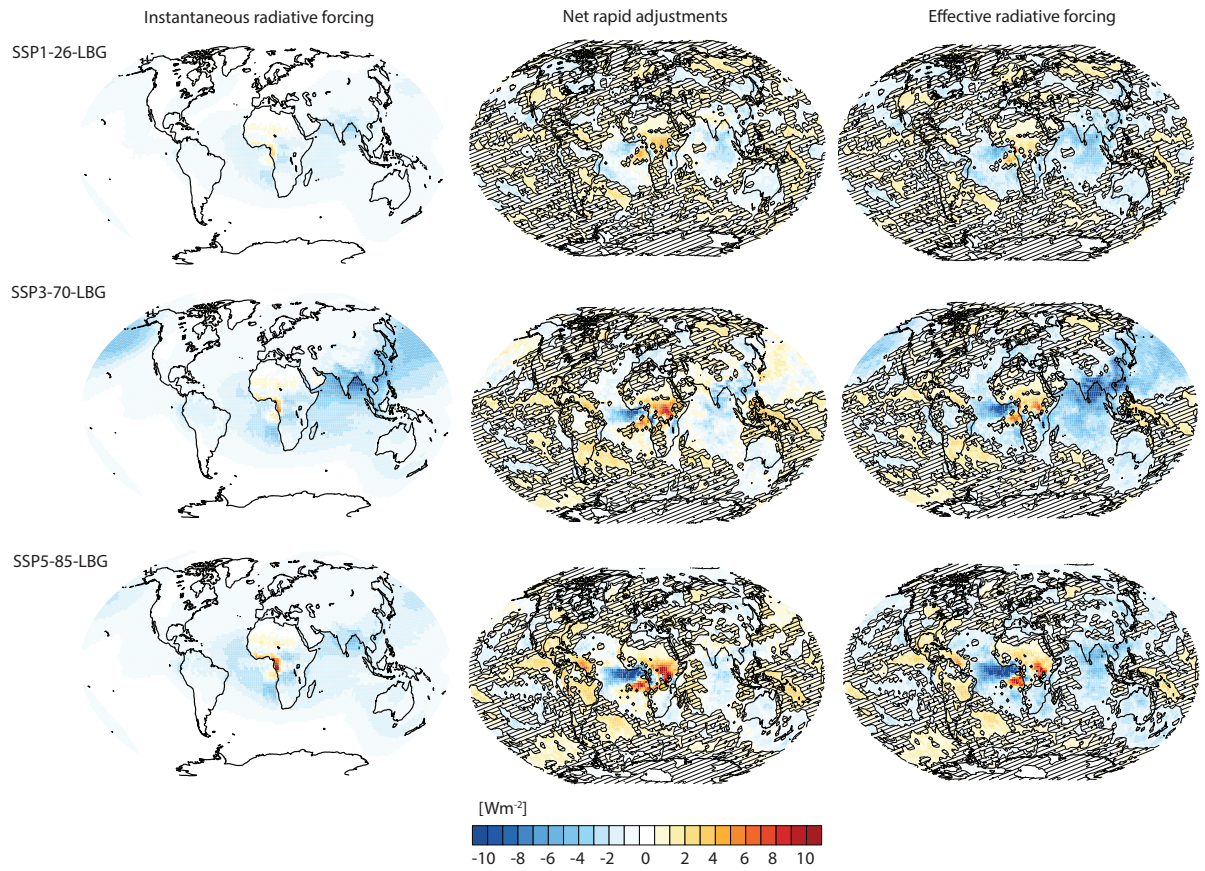 Instantaneous radiative forcing
Net rapid adjustments
Effective radiative forcing
SSP1-26-LBG
SSP3-70-LBG
SSP5-85-LBG
[Wm⁻²]
-10 -8 -6 -4 -2 0 2 4 6 8 10